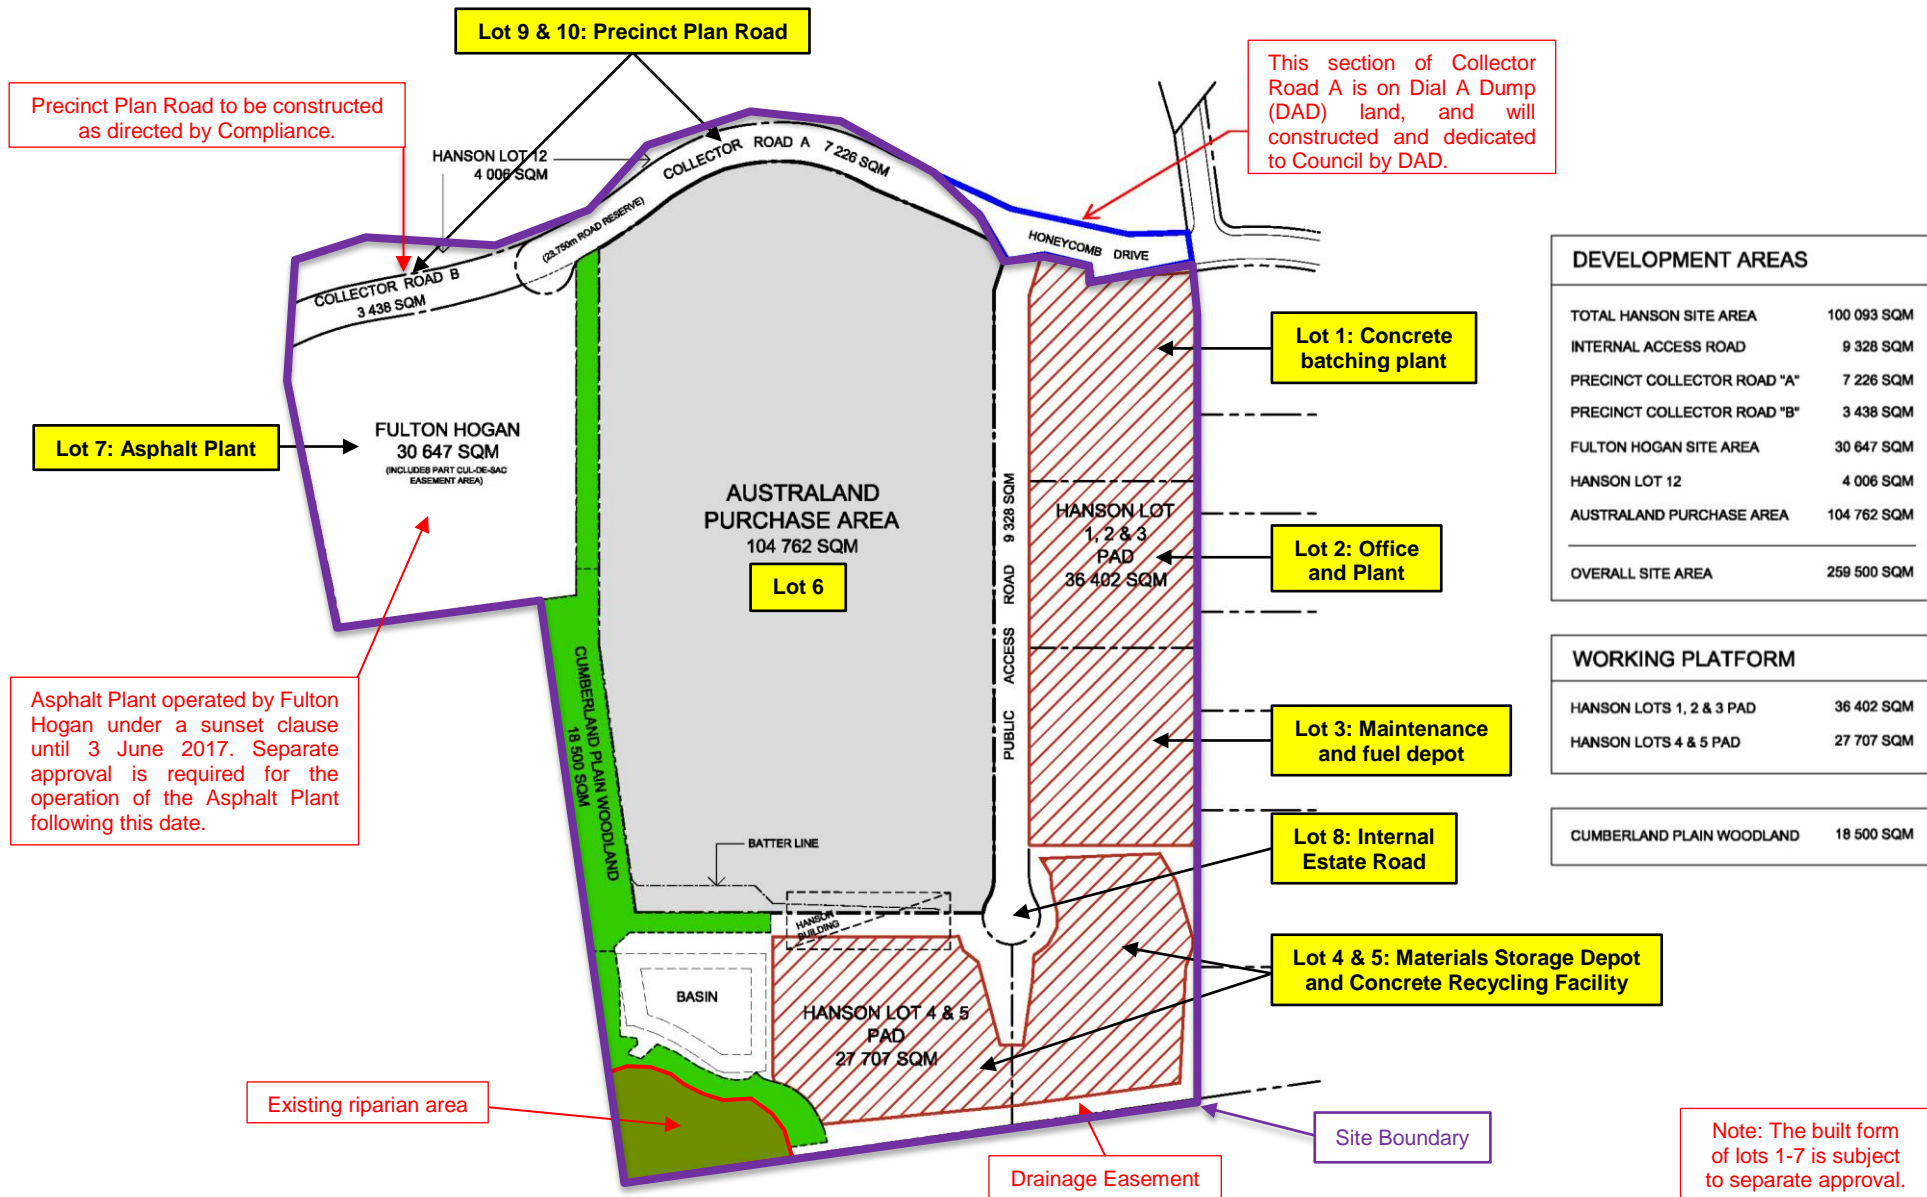 Lot 9 & 10: Precinct Plan Road
Precinct Plan Road to be constructed
as directed by Compliance.
This section of Collector
Road A is on Dial A Dump
(DAD) land, and will
constructed and dedicated
to Council by DAD.
HANSON LOT 12
4 006 SQM
COLLECTOR ROAD A 7 226 SQM
(23.750m ROAD RESERVE)
HONEYCOMB DRIVE
COLLECTOR ROAD B
3 438 SQM
Lot 7: Asphalt Plant
FULTON HOGAN
30 647 SQM
(INCLUDES PART CUL-DE-SAC
EASEMENT AREA)
AUSTRALAND
PURCHASE AREA
104 762 SQM
Lot 6
PUBLIC ACCESS ROAD 9 328 SQM
HANSON LOT
1, 2 & 3
PAD
36 402 SQM
Lot 1: Concrete
batching plant
Lot 2: Office
and Plant
Lot 3: Maintenance
and fuel depot
Lot 8: Internal
Estate Road
Lot 4 & 5: Materials Storage Depot
and Concrete Recycling Facility
Asphalt Plant operated by Fulton
Hogan under a sunset clause
until 3 June 2017. Separate
approval is required for the
operation of the Asphalt Plant
following this date.
CUMBERLAND PLAIN WOODLAND
18 500 SQM
BATTER LINE
HANSON
BUILDING
BASIN
HANSON LOT 4 & 5
PAD
27 707 SQM
Existing riparian area
Drainage Easement
Site Boundary
DEVELOPMENT AREAS
TOTAL HANSON SITE AREA 100 093 SQM
INTERNAL ACCESS ROAD 9 328 SQM
PRECINCT COLLECTOR ROAD "A" 7 226 SQM
PRECINCT COLLECTOR ROAD "B" 3 438 SQM
FULTON HOGAN SITE AREA 30 647 SQM
HANSON LOT 12 4 006 SQM
AUSTRALAND PURCHASE AREA 104 762 SQM
OVERALL SITE AREA 259 500 SQM
WORKING PLATFORM
HANSON LOTS 1, 2 & 3 PAD 36 402 SQM
HANSON LOTS 4 & 5 PAD 27 707 SQM
CUMBERLAND PLAIN WOODLAND 18 500 SQM
Note: The built form
of lots 1-7 is subject
to separate approval.